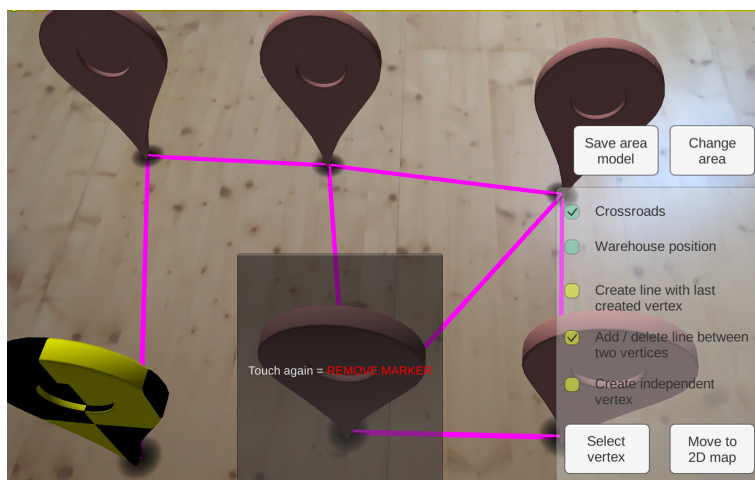 Save area
model
Change
area
Crossroads
Warehouse position
Create line with last
created vertex
Add / delete line between
two vertices
Touch again = REMOVE MARKER
Create independent
vertex
Select
vertex
Move to
2D map